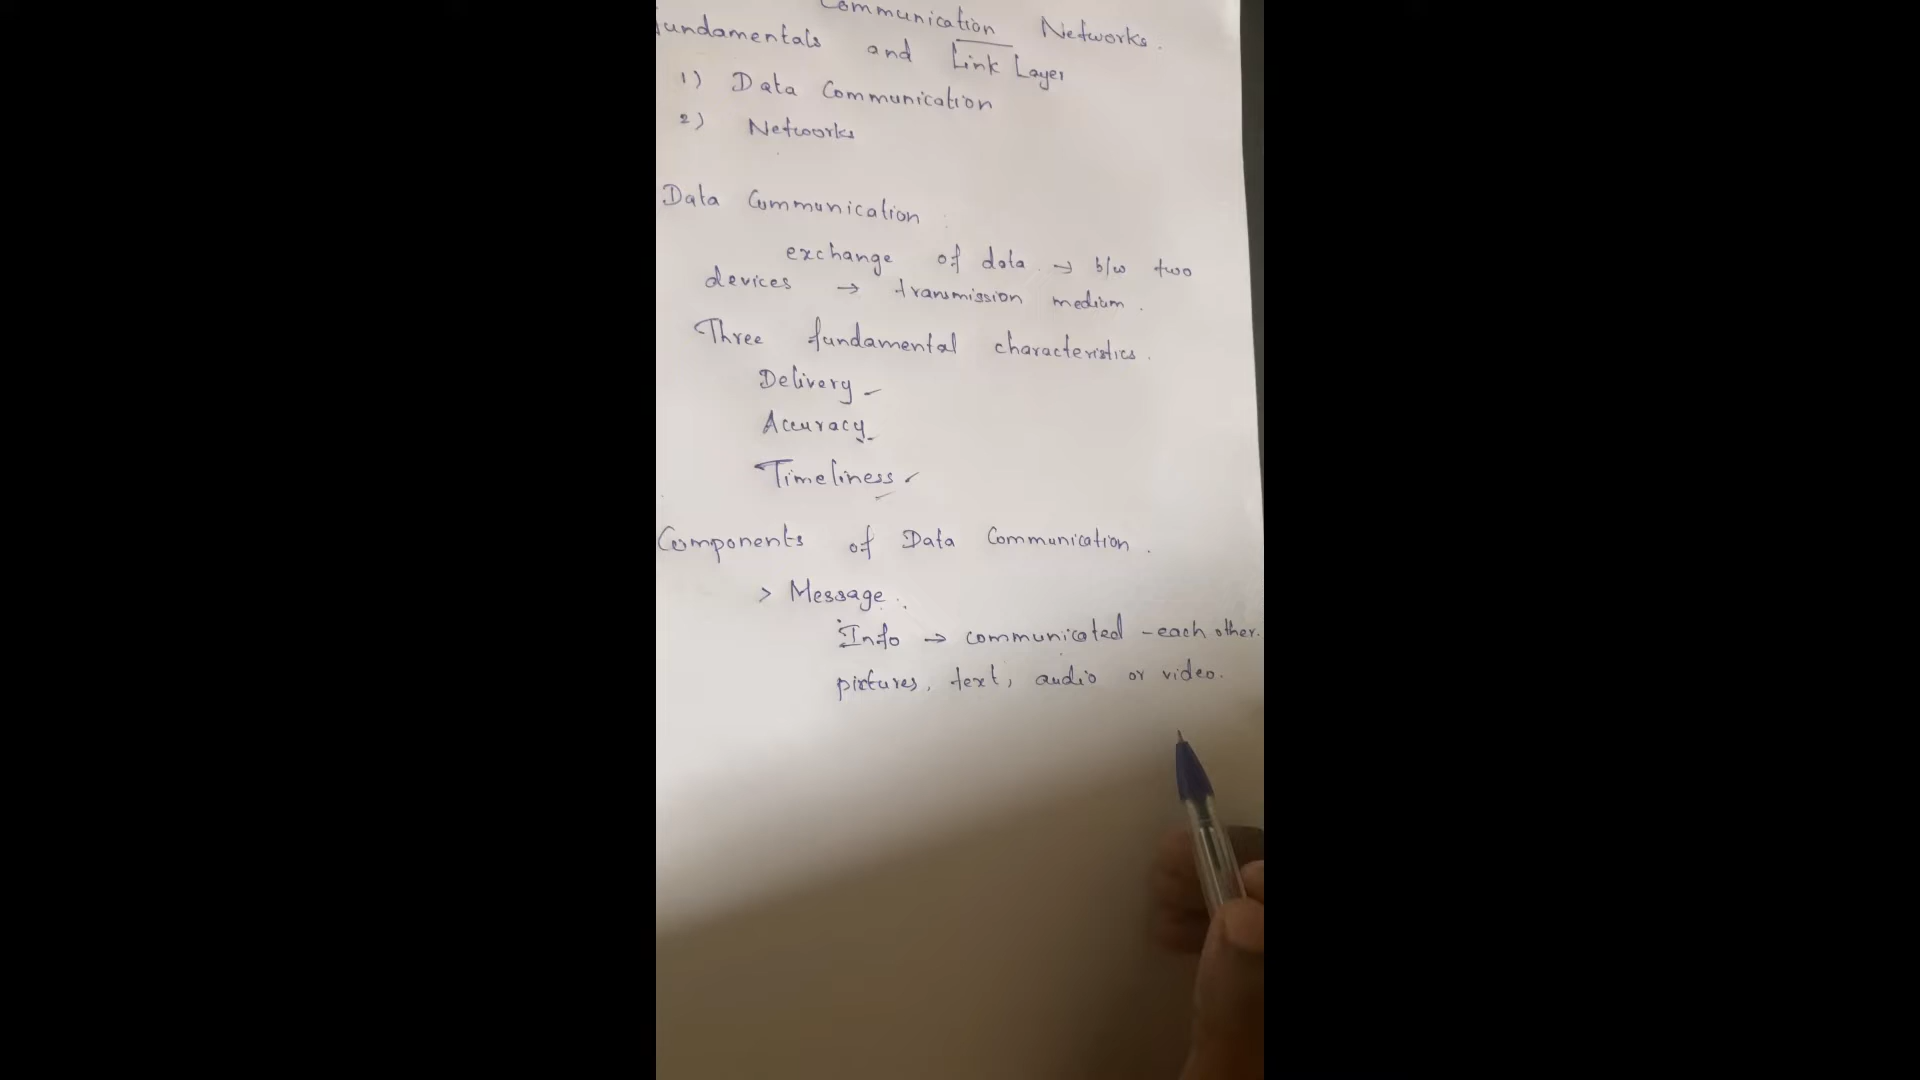 Communication Networks.
Fundamentals and Link Layer
1) Data Communication
2) Networks
Data Communication
exchange of data → b/w two
devices → transmission medium.
Three fundamental characteristics.
Delivery
Accuracy
Timeliness
Components of Data Communication.
> Message.
Info → communicated - each other.
pictures, text, audio or video.